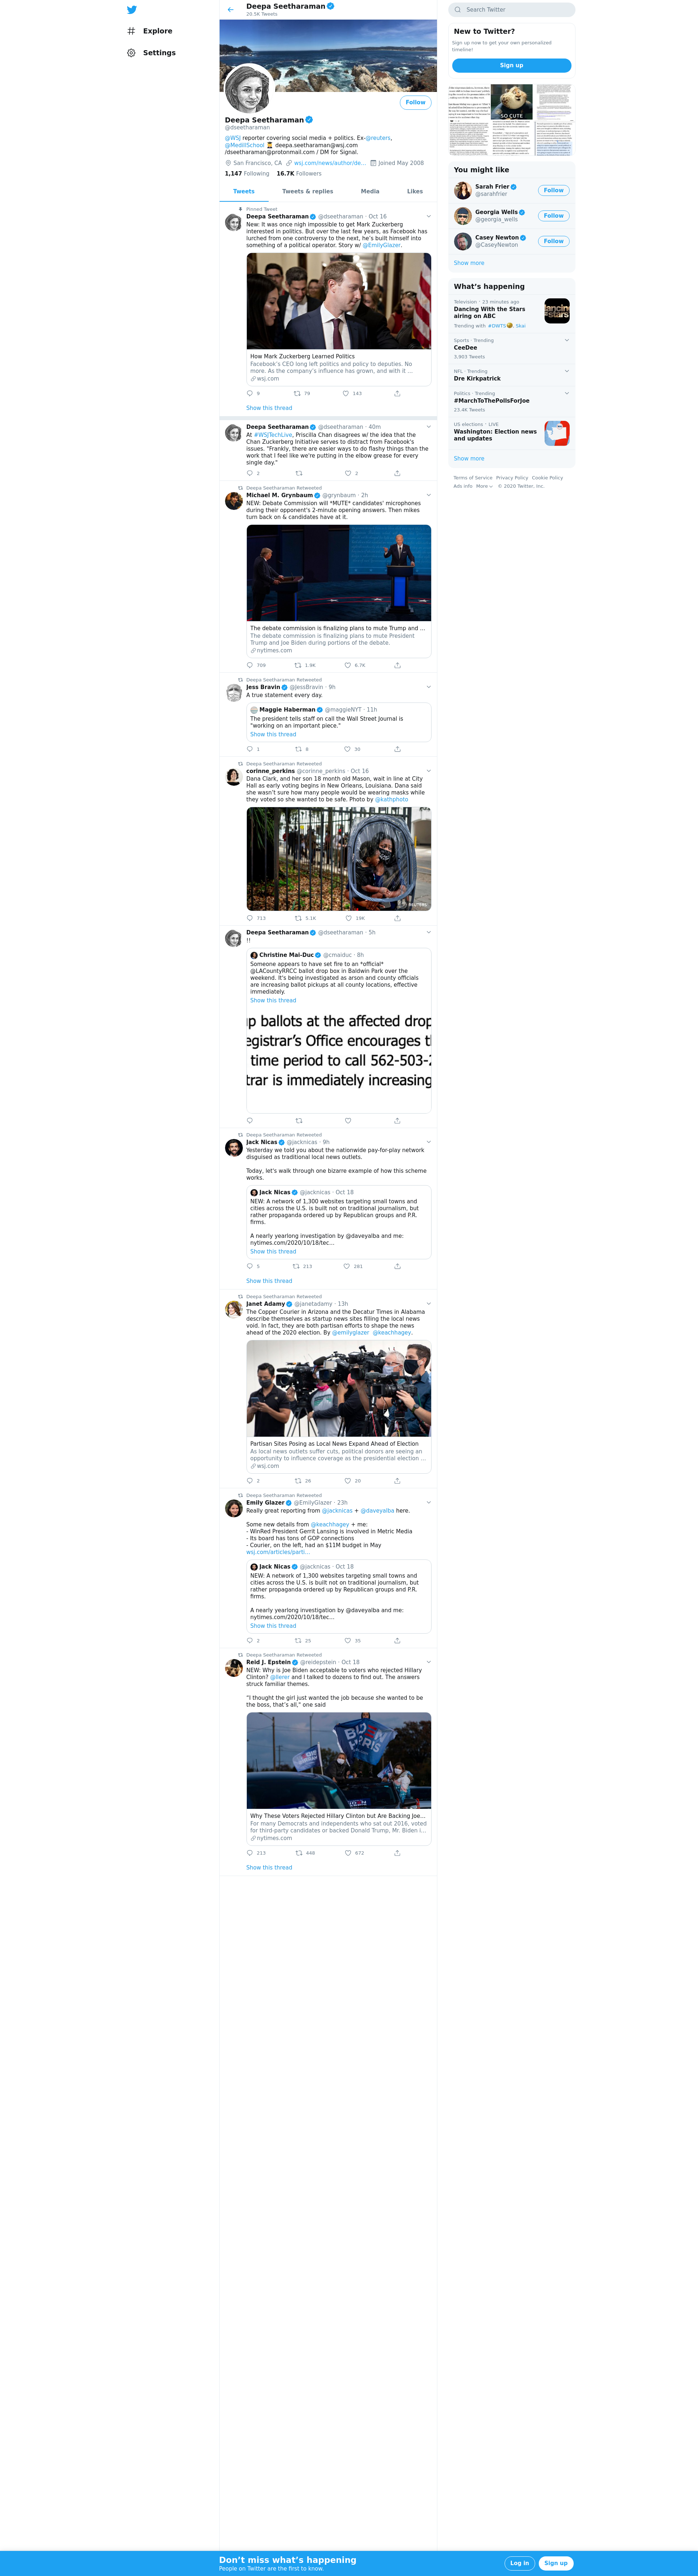 Explore
Settings
Deepa Seetharaman
20.5K Tweets
Follow
Deepa Seetharaman
@dseetharaman
@WSJ reporter covering social media + politics. Ex-@reuters,
@MedillSchool deepa.seetharaman@wsj.com
/dseetharaman@protonmail.com / DM for Signal.
San Francisco, CA wsj.com/news/author/de... Joined May 2008
1,147 Following 16.7K Followers
Tweets Tweets & replies Media Likes
Pinned Tweet
Deepa Seetharaman @dseetharaman · Oct 16
New: It was once nigh impossible to get Mark Zuckerberg
interested in politics. But over the last few years, as Facebook has
lurched from one controversy to the next, he's built himself into
something of a political operator. Story w/ @EmilyGlazer.
How Mark Zuckerberg Learned Politics
Facebook's CEO long left politics and policy to deputies. No
more. As the company's influence has grown, and with it ...
wsj.com
9 79 143
Show this thread
Deepa Seetharaman @dseetharaman · 40m
At #WSJTechLive, Priscilla Chan disagrees w/ the idea that the
Chan Zuckerberg Initiative serves to distract from Facebook's
issues. "Frankly, there are easier ways to do flashy things than the
work that I feel like we're putting in the elbow grease for every
single day."
2 2
Deepa Seetharaman Retweeted
Michael M. Grynbaum @grynbaum · 2h
NEW: Debate Commission will *MUTE* candidates' microphones
during their opponent's 2-minute opening answers. Then mikes
turn back on & candidates have at it.
The debate commission is finalizing plans to mute Trump and ...
The debate commission is finalizing plans to mute President
Trump and Joe Biden during portions of the debate.
nytimes.com
709 1.9K 6.7K
Deepa Seetharaman Retweeted
Jess Bravin @JessBravin · 9h
A true statement every day.
Maggie Haberman @maggieNYT · 11h
The president tells staff on call the Wall Street Journal is
"working on an important piece."
Show this thread
1 8 30
Deepa Seetharaman Retweeted
corinne_perkins @corinne_perkins · Oct 16
Dana Clark, and her son 18 month old Mason, wait in line at City
Hall as early voting begins in New Orleans, Louisiana. Dana said
she wasn't sure how many people would be wearing masks while
they voted so she wanted to be safe. Photo by @kathphoto
REUTERS
713 5.1K 19K
Deepa Seetharaman @dseetharaman · 5h
!!
Christine Mai-Duc @cmaiduc · 8h
Someone appears to have set fire to an *official*
@LACountyRRCC ballot drop box in Baldwin Park over the
weekend. It's being investigated as arson and county officials
are increasing ballot pickups at all county locations, effective
immediately.
Show this thread
p ballots at the affected drop
egistrar's Office encourages th
time period to call 562-503-2
trar is immediately increasing
Deepa Seetharaman Retweeted
Jack Nicas @jacknicas · 9h
Yesterday we told you about the nationwide pay-for-play network
disguised as traditional local news outlets.
Today, let's walk through one bizarre example of how this scheme
works.
Jack Nicas @jacknicas · Oct 18
NEW: A network of 1,300 websites targeting small towns and
cities across the U.S. is built not on traditional journalism, but
rather propaganda ordered up by Republican groups and P.R.
firms.
A nearly yearlong investigation by @daveyalba and me:
nytimes.com/2020/10/18/tec...
Show this thread
5 213 281
Show this thread
Deepa Seetharaman Retweeted
Janet Adamy @janetadamy · 13h
The Copper Courier in Arizona and the Decatur Times in Alabama
describe themselves as startup news sites filling the local news
void. In fact, they are both partisan efforts to shape the news
ahead of the 2020 election. By @emilyglazer @keachhagey.
Partisan Sites Posing as Local News Expand Ahead of Election
As local news outlets suffer cuts, political donors are seeing an
opportunity to influence coverage as the presidential election ...
wsj.com
2 26 20
Deepa Seetharaman Retweeted
Emily Glazer @EmilyGlazer · 23h
Really great reporting from @jacknicas + @daveyalba here.
Some new details from @keachhagey + me:
- WinRed President Gerrit Lansing is involved in Metric Media
- Its board has tons of GOP connections
- Courier, on the left, had an $11M budget in May
wsj.com/articles/parti...
Jack Nicas @jacknicas · Oct 18
NEW: A network of 1,300 websites targeting small towns and
cities across the U.S. is built not on traditional journalism, but
rather propaganda ordered up by Republican groups and P.R.
firms.
A nearly yearlong investigation by @daveyalba and me:
nytimes.com/2020/10/18/tec...
Show this thread
2 25 35
Deepa Seetharaman Retweeted
Reid J. Epstein @reidepstein · Oct 18
NEW: Why is Joe Biden acceptable to voters who rejected Hillary
Clinton? @llerer and I talked to dozens to find out. The answers
struck familiar themes.
"I thought the girl just wanted the job because she wanted to be
the boss, that's all," one said
BIDEN
HARRIS
Why These Voters Rejected Hillary Clinton but Are Backing Joe...
For many Democrats and independents who sat out 2016, voted
for third-party candidates or backed Donald Trump, Mr. Biden i...
nytimes.com
213 446 472
Show this thread
Search Twitter
New to Twitter?
Sign up now to get your own personalized
timeline!
Sign up
SO CUTE
You might like
Sarah Frier
@sarahfrier
Follow
Georgia Wells
@georgia_wells
Follow
Casey Newton
@CaseyNewton
Follow
Show more
What's happening
Television · 23 minutes ago
Dancing With the Stars
airing on ABC
Trending with #DWTS, Skai
Sports · Trending
CeeDee
3,903 Tweets
NFL · Trending
Dre Kirkpatrick
Politics · Trending
#MarchToThePollsForJoe
23.4K Tweets
US elections · LIVE
Washington: Election news
and updates
Show more
Terms of Service Privacy Policy Cookie Policy
Ads info More © 2020 Twitter, Inc.
Don't miss what's happening
People on Twitter are the first to know.
Log in Sign up